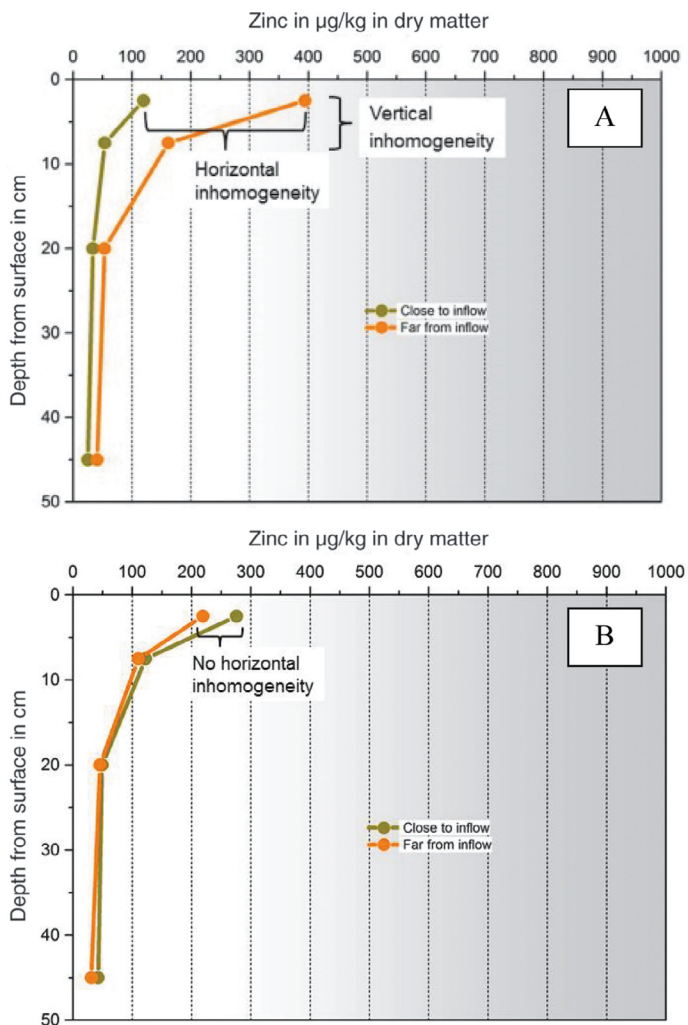 Zinc in µg/kg in dry matter
0 100 200 300 400 500 600 700 800 900 1000
Depth from surface in cm
0
10
20
30
40
50
A
Vertical
inhomogeneity
Horizontal
inhomogeneity
Close to inflow
Far from inflow
Zinc in µg/kg in dry matter
0 100 200 300 400 500 600 700 800 900 1000
Depth from surface in cm
0
10
20
30
40
50
B
No horizontal
inhomogeneity
Close to inflow
Far from inflow